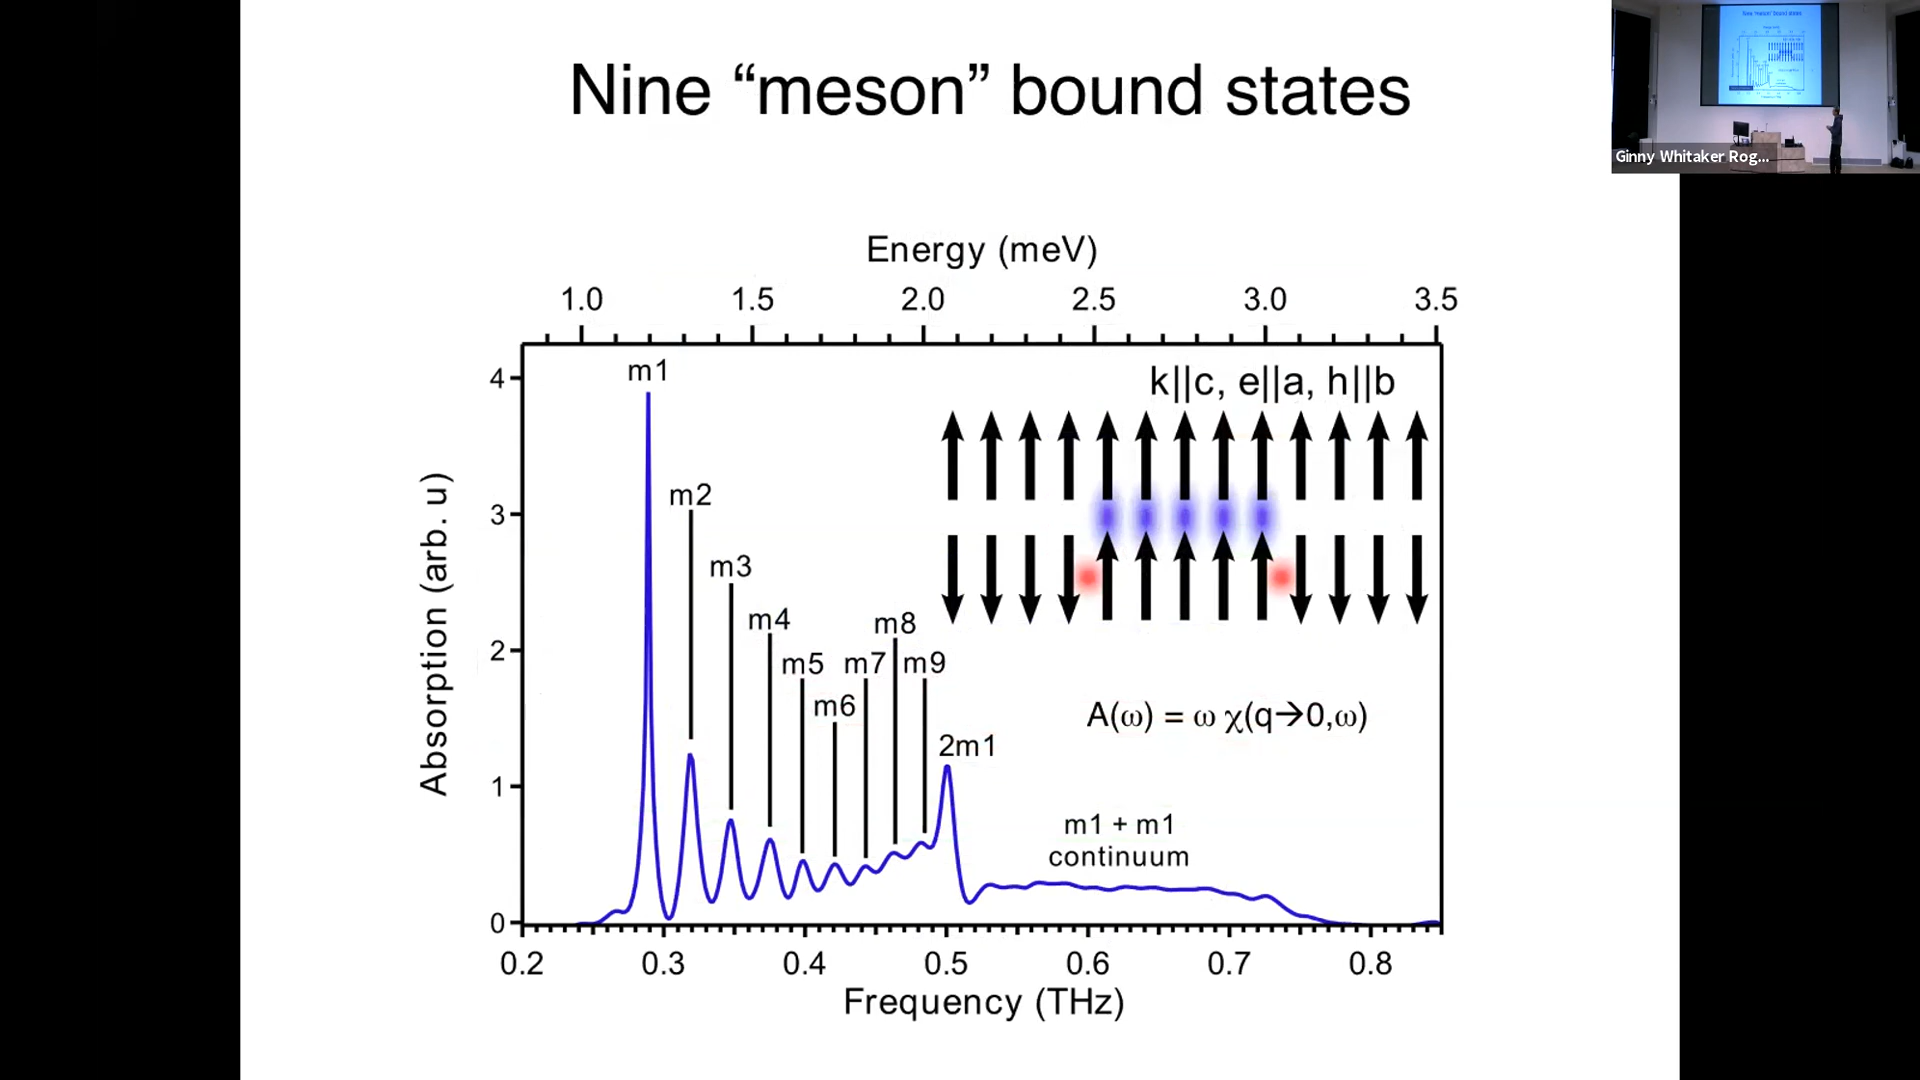 Nine “meson” bound states
Ginny Whitaker Rog...
Energy (meV)
1.0 1.5 2.0 2.5 3.0 3.5
k||c, e||a, h||b
m1
m2
m3
m4
m5
m6
m7
m8
m9
2m1
A(ω) = ω χ(q→0,ω)
m1 + m1
continuum
Absorption (arb. u)
4
3
2
1
0
0.2 0.3 0.4 0.5 0.6 0.7 0.8
Frequency (THz)